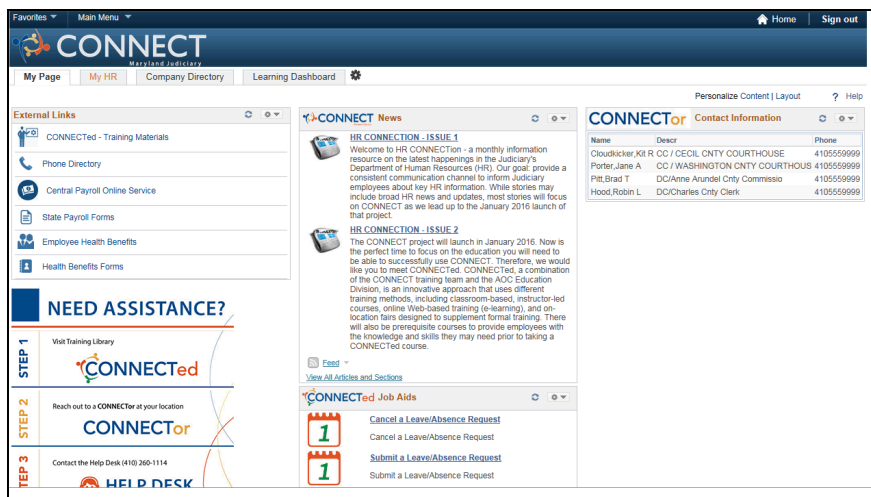 Favorites Main Menu Home Sign out
CONNECT
Maryland Judiciary
My Page My HR Company Directory Learning Dashboard
Personalize Content | Layout ? Help
External Links
CONNECTed - Training Materials
Phone Directory
Central Payroll Online Service
State Payroll Forms
Employee Health Benefits
Health Benefits Forms
NEED ASSISTANCE?
STEP 1
Visit Training Library
CONNECTed
STEP 2
Reach out to a CONNECTor at your location
CONNECTor
STEP 3
Contact the Help Desk (410) 260-1114
HELP DESK
CONNECT News
HR CONNECTION - ISSUE 1
Welcome to HR CONNECTion - a monthly information
resource on the latest happenings in the Judiciary's
Department of Human Resources (HR). Our goal: provide a
consistent communication channel to inform Judiciary
employees about key HR information. While stories may
include broad HR news and updates, most stories will focus
on CONNECT as we lead up to the January 2016 launch of
that project.
HR CONNECTION - ISSUE 2
The CONNECT project will launch in January 2016. Now is
the perfect time to focus on the education you will need to
be able to successfully use CONNECT. Therefore, we would
like you to meet CONNECTed. CONNECTed, a combination
of the CONNECT training team and the AOC Education
Division, is an innovative approach that uses different
training methods, including classroom-based, instructor-led
courses, online Web-based training (e-learning), and on-
location fairs designed to supplement formal training. There
will also be prerequisite courses to provide employees with
the knowledge and skills they may need prior to taking a
CONNECTed course.
Feed
View All Articles and Sections
CONNECTed Job Aids
1
Cancel a Leave/Absence Request
Cancel a Leave/Absence Request
1
Submit a Leave/Absence Request
Submit a Leave/Absence Request
CONNECTor Contact Information
Name Descr Phone
Cloudkicker,Kit R CC / CECIL CNTY COURTHOUSE 4105559999
Porter,Jane A CC / WASHINGTON CNTY COURTHOUS 4105559999
Pitt,Brad T DC/Anne Arundel Cnty Commissio 4105559999
Hood,Robin L DC/Charles Cnty Clerk 4105559999